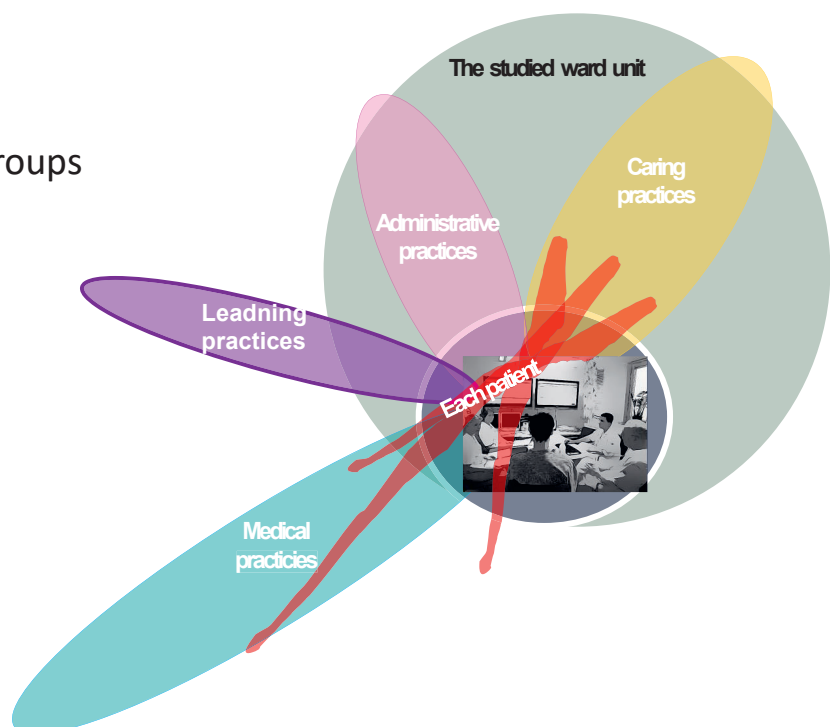 The studied ward unit
roups
Caring
practices
Administrative
practices
Leadning
practices
Each patient
Medical
practicies